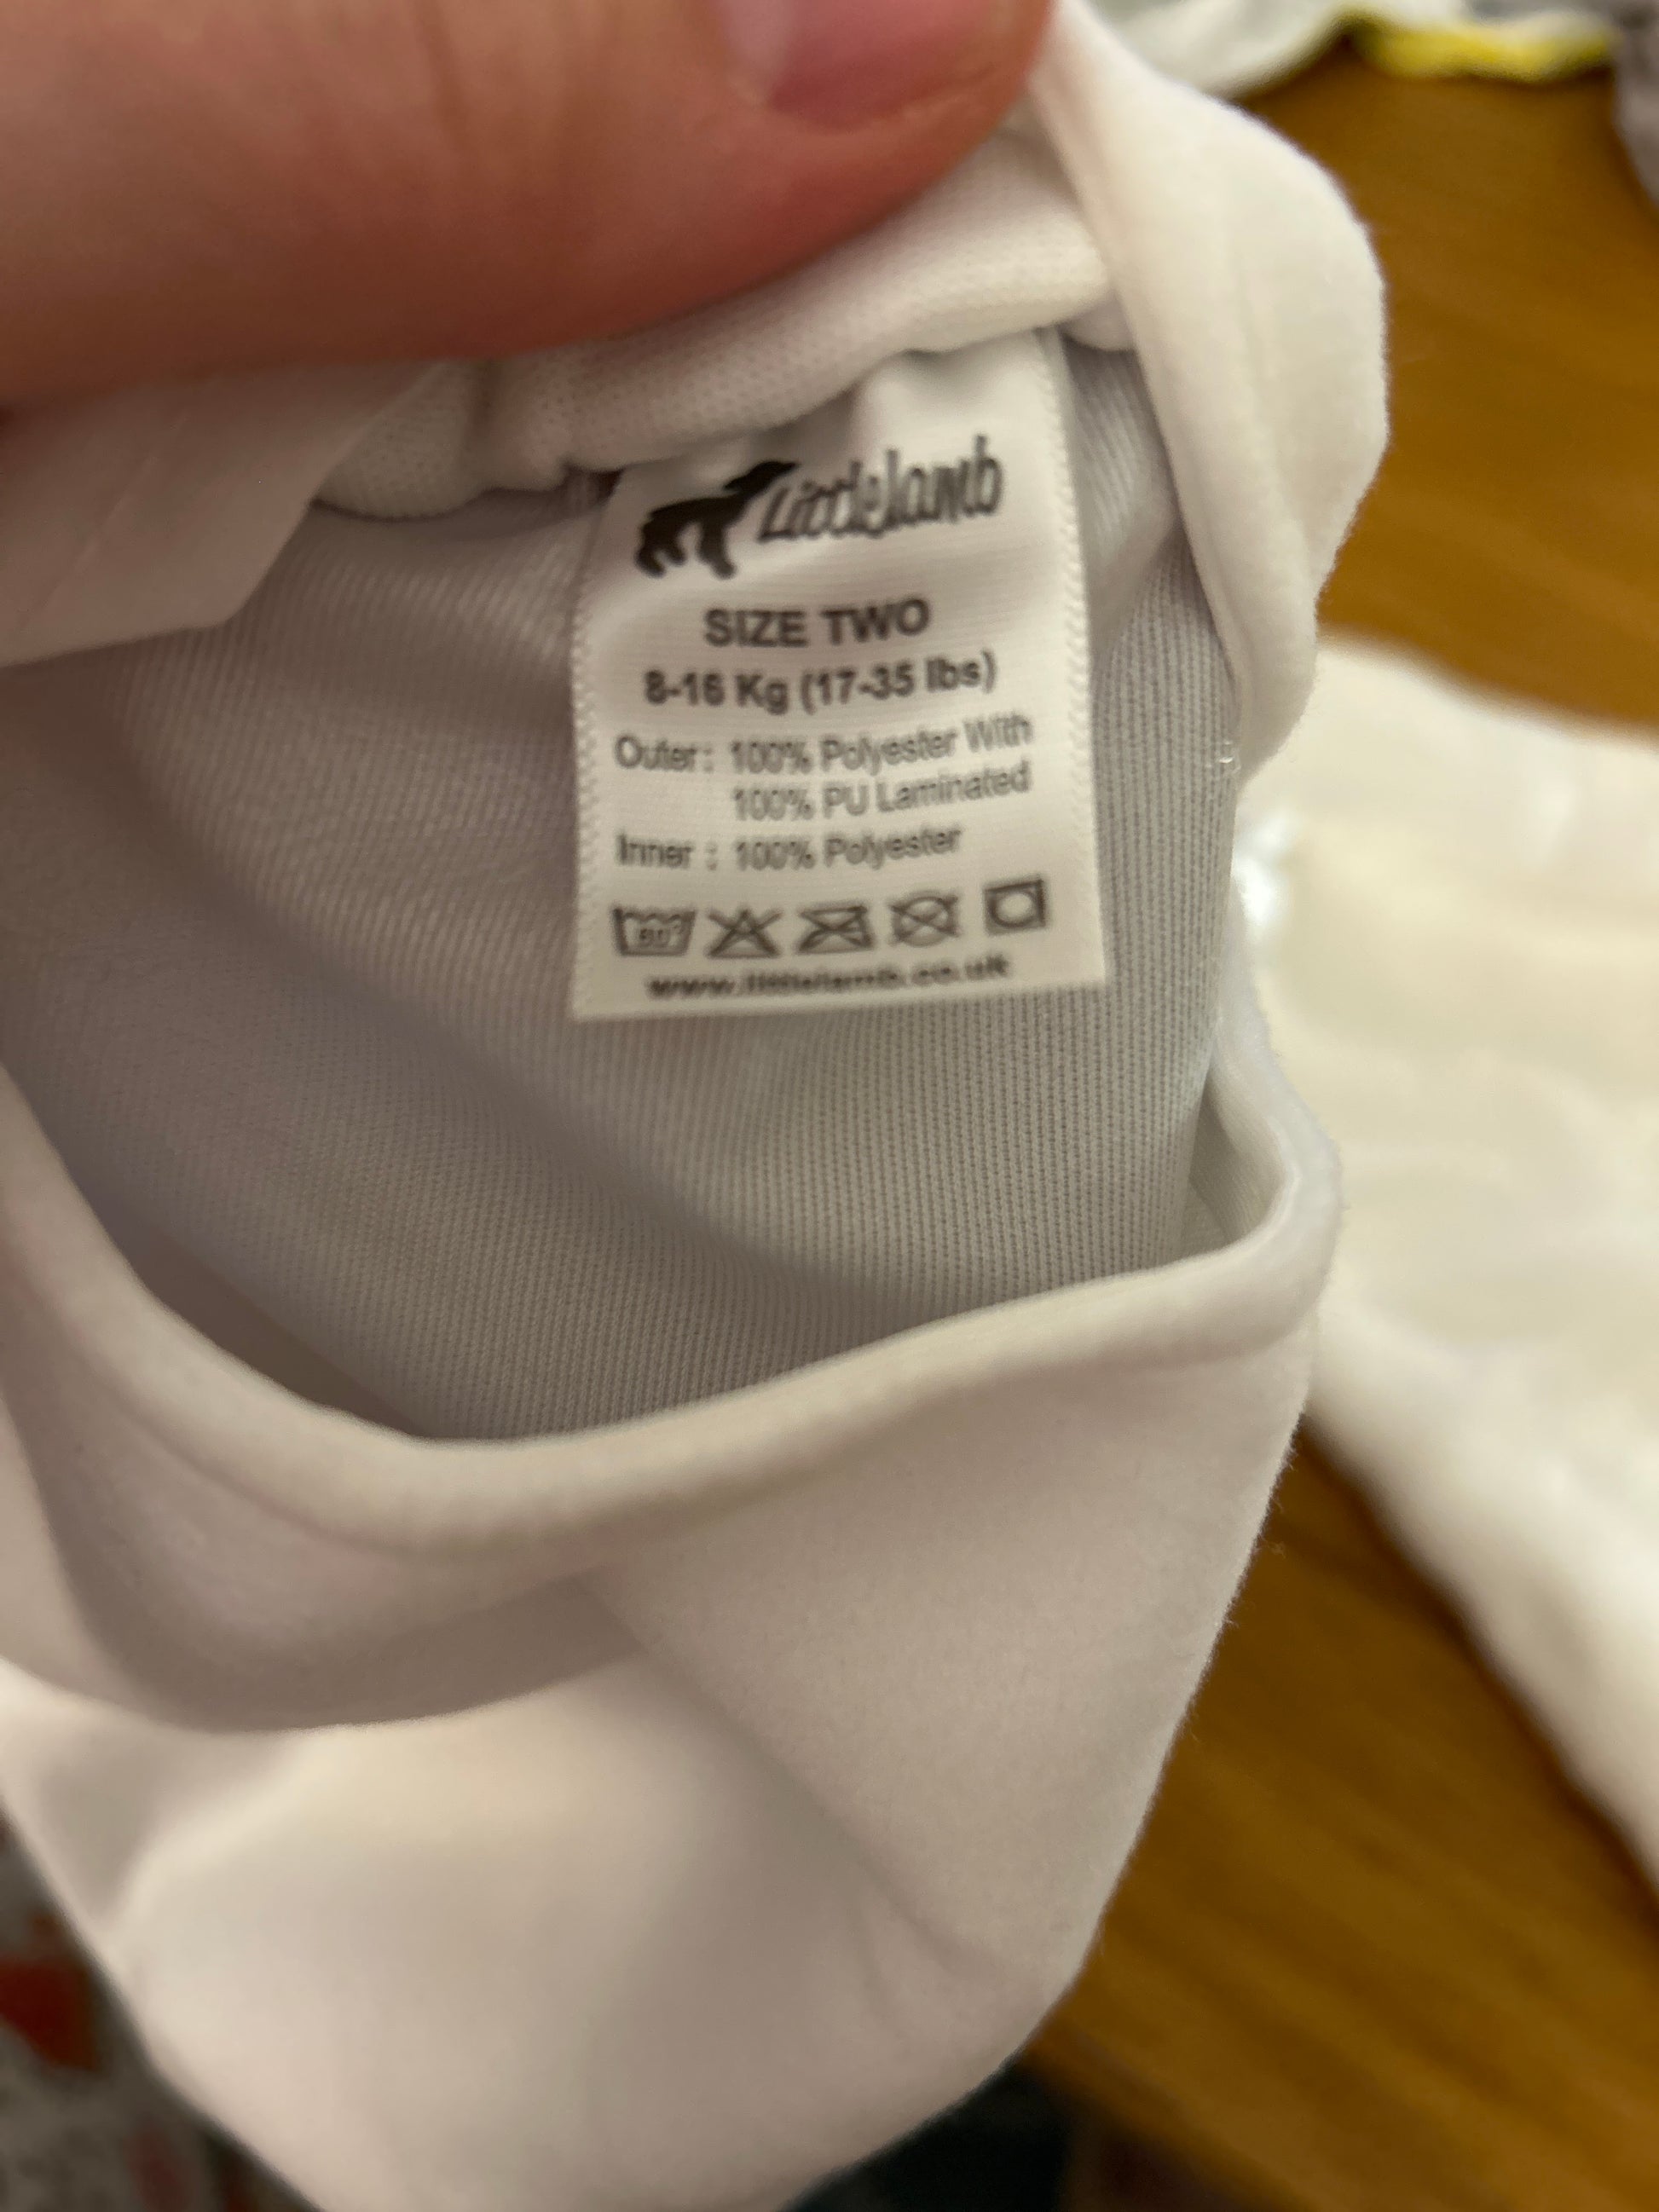 Littlelamb
SIZE TWO
8-16 Kg (17-35 lbs)
Outer: 100% Polyester With
100% PU Laminated
Inner : 100% Polyester
60°
www.littlelamb.co.uk